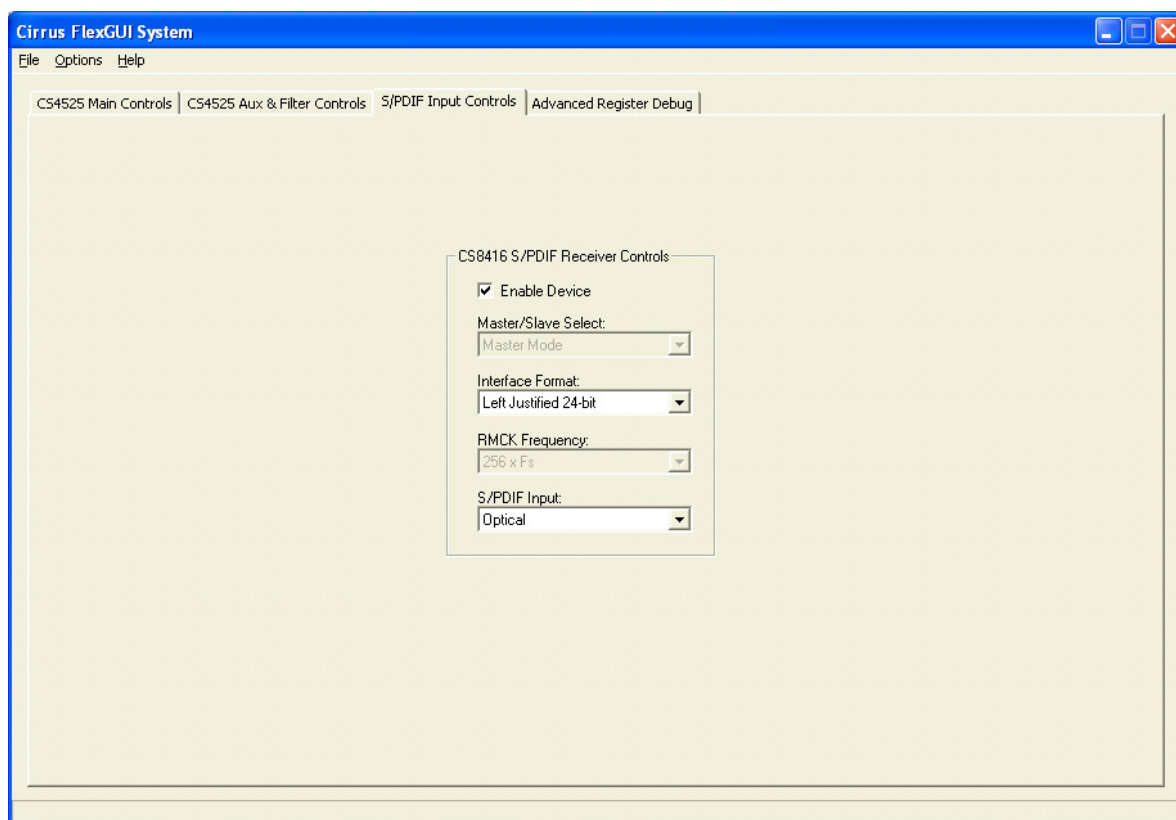 Cirrus FlexGUI System
File Options Help
CS4525 Main Controls CS4525 Aux & Filter Controls S/PDIF Input Controls Advanced Register Debug
CS8416 S/PDIF Receiver Controls
Enable Device
Master/Slave Select:
Master Mode
Interface Format:
Left Justified 24-bit
RMCK Frequency:
256 x Fs
S/PDIF Input:
Optical